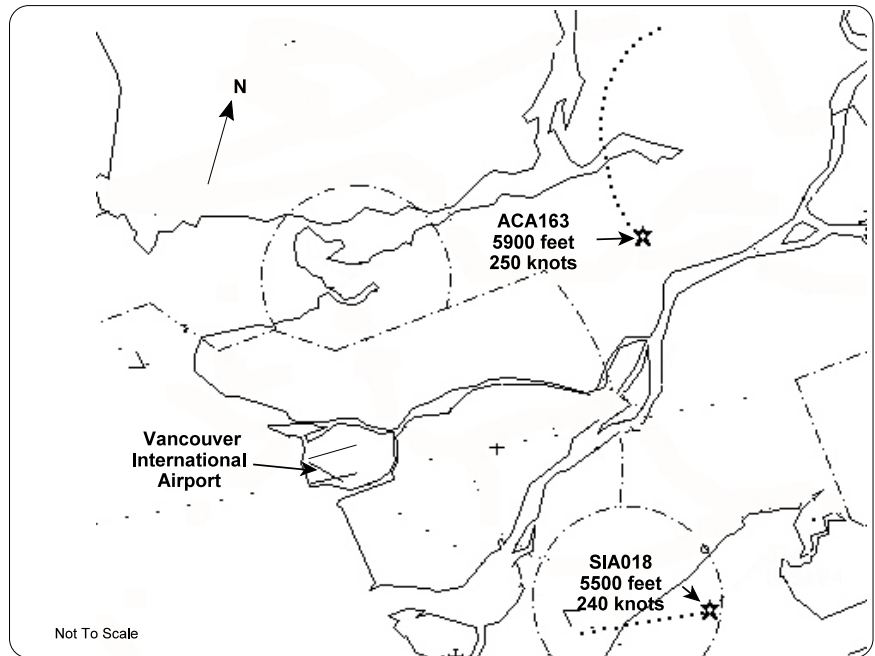 N
ACA163
5900 feet
250 knots
Vancouver
International
Airport
SIA018
5500 feet
240 knots
Not To Scale